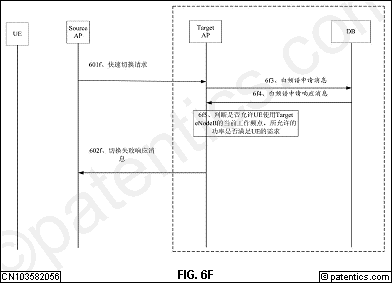 UE
Source
AP
Target
AP
DB
601f、快速切换请求
6f3、白频谱申请消息
6f4、白频谱申请响应消息
6f5、判断是否允许UE使用Target
eNodeB的当前工作频点，所允许的
功率是否满足UE的需求
602f、切换失败响应消
息
CN103582056
FIG. 6F
© patentics.com
©patentics.com